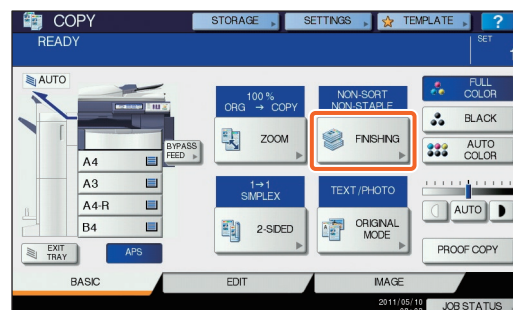 COPY
STORAGE
SETTINGS
TEMPLATE
?
READY
SET
AUTO
100 %
ORG → COPY
ZOOM
NON-SORT
NON-STAPLE
FINISHING
FULL
COLOR
BLACK
AUTO
COLOR
BYPASS
FEED
A4
A3
A4-R
B4
1→1
SIMPLEX
2-SIDED
TEXT/PHOTO
ORIGINAL
MODE
AUTO
EXIT
TRAY
APS
PROOF COPY
BASIC
EDIT
IMAGE
2011/05/10
JOB STATUS